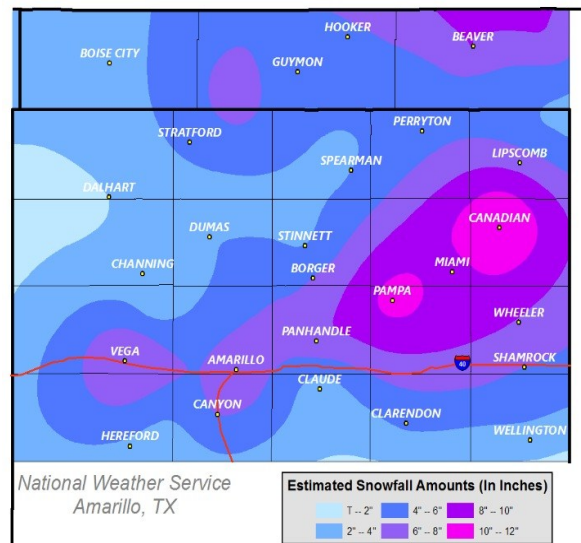 HOOKER
BEAVER
BOISE CITY
GUYMON
PERRYTON
STRATFORD
LIPSCOMB
SPEARMAN
DALHART
CANADIAN
DUMAS
STINNETT
CHANNING
MIAMI
BORGER
PAMPA
WHEELER
PANHANDLE
VEGA
AMARILLO
40
SHAMROCK
CLAUDE
CANYON
CLARENDON
HEREFORD
WELLINGTON
National Weather Service
Amarillo, TX
Estimated Snowfall Amounts (In Inches)
T -- 2"
4" -- 6"
8" -- 10"
2" -- 4"
6" -- 8"
10" -- 12"